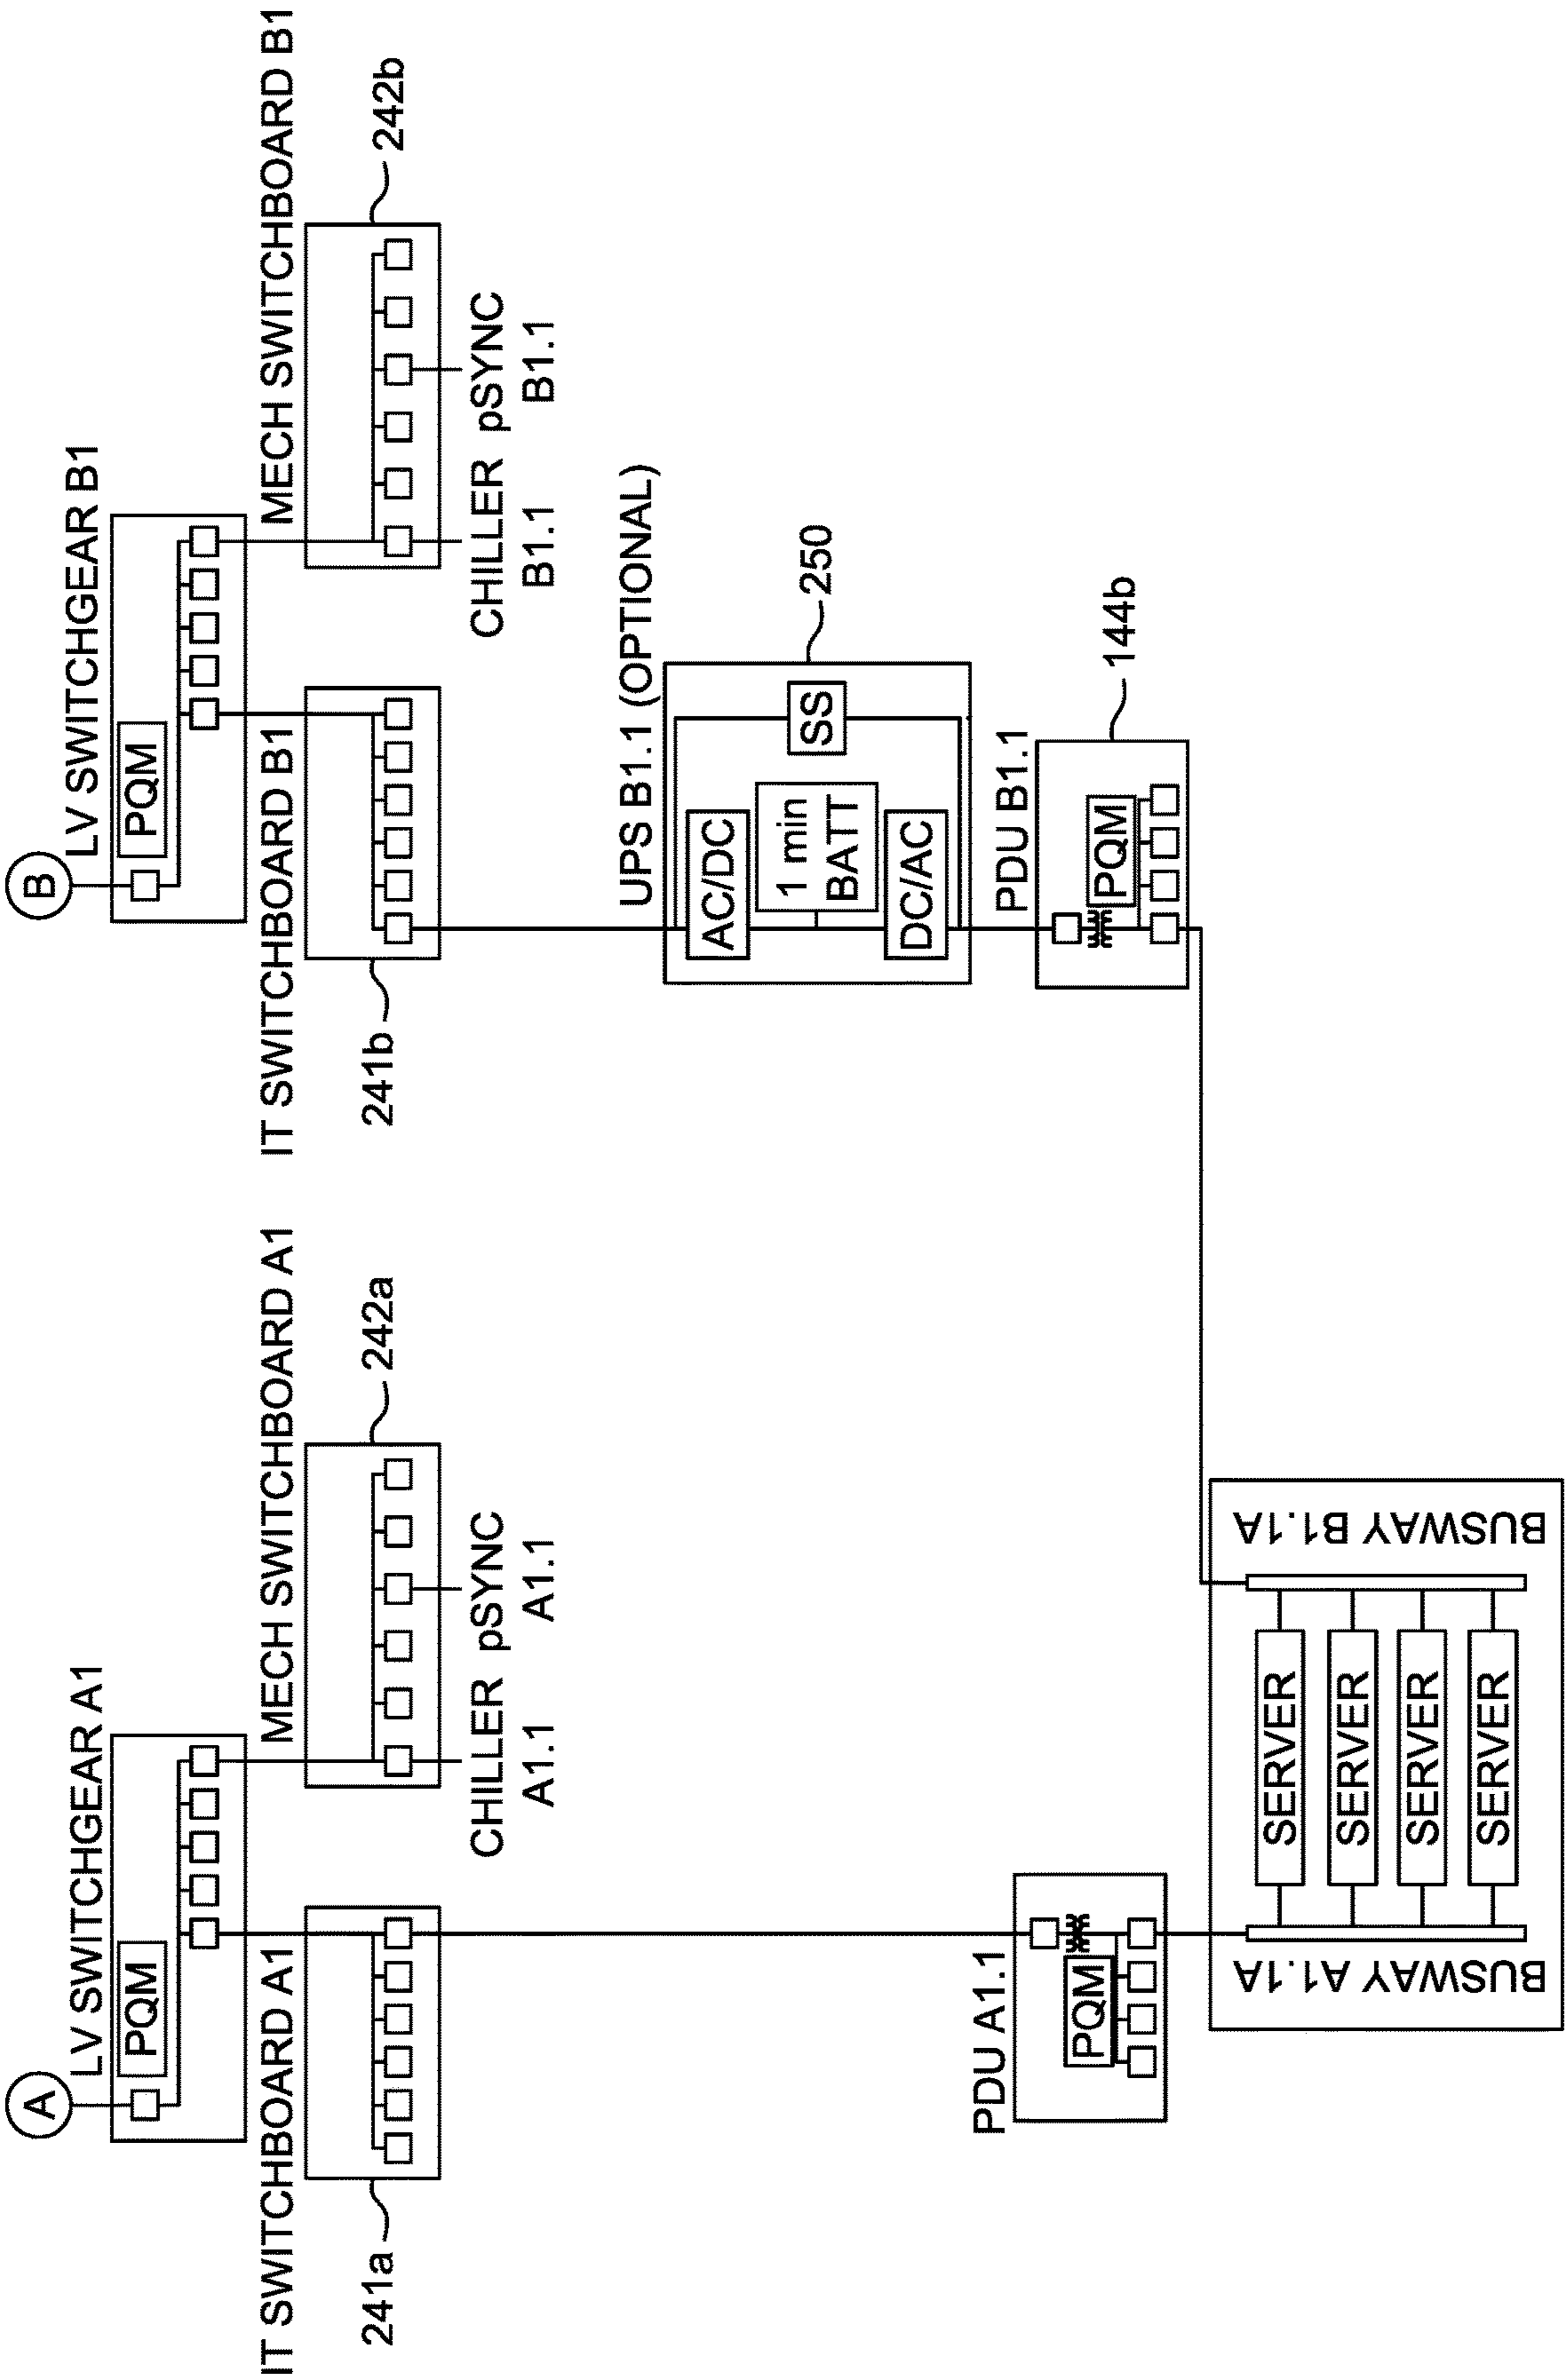 A
LV SWITCHGEAR A1
PQM
IT SWITCHBOARD A1
241a
MECH SWITCHBOARD A1
242a
CHILLER
A1.1
pSYNC
A1.1
B
LV SWITCHGEAR B1
PQM
IT SWITCHBOARD B1
241b
MECH SWITCHBOARD B1
242b
CHILLER
B1.1
pSYNC
B1.1
UPS B1.1 (OPTIONAL)
250
AC/DC
1 min
BATT
DC/AC
SS
PDU A1.1
PQM
PDU B1.1
144b
PQM
BUSWAY A1.1A
SERVER
SERVER
SERVER
SERVER
BUSWAY B1.1A